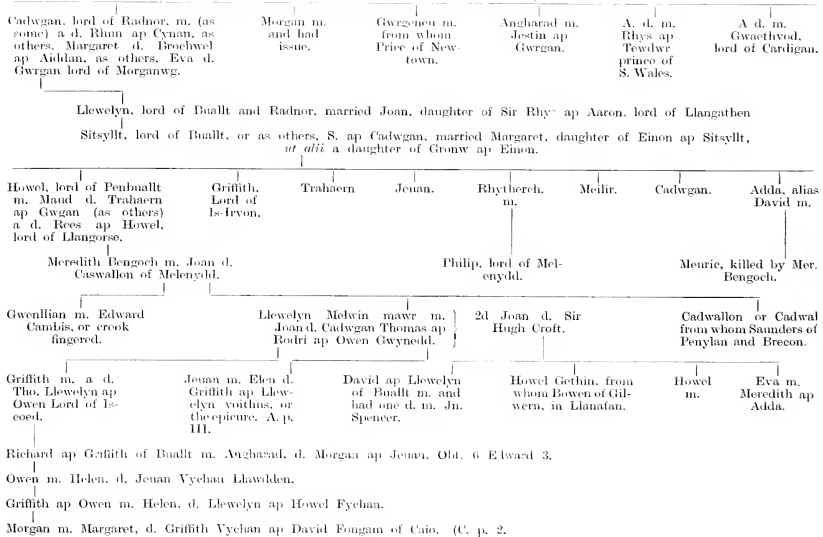 Cadwgan, lord of Radnor, m. (as
some) a d. Rhun ap Cynan, as
others, Margaret d. Brochwel
ap Aiddan, as others, Eva d.
Gwrgan lord of Morganwg.
Morgan m.
and had
issue.
Gwrgeneu m.
from whom
Price of New-
town.
Angharad m.
Jestin ap
Gwrgan.
A. d. m.
Rhys ap
Tewdwr
prince of
S. Wales.
A d. m.
Gwaethvod,
lord of Cardigan.
Llewelyn, lord of Buallt and Radnor, married Joan, daughter of Sir Rhys ap Aaron, lord of Llangathen
Sitsyllt, lord of Buallt, or as others, S. ap Cadwgan, married Margaret, daughter of Einon ap Sitsyllt,
ut alii a daughter of Gronw ap Einon.
Howel, lord of Penbuallt
m. Maud d. Trahaern
ap Gwgan (as others)
a d. Rees ap Howel,
lord of Llangorse.
Griffith,
Lord of
Is-Irvon.
Trahaern
Jeuan.
Rhytherch.
m.
Meilir.
Cadwgan.
Adda, alias
David m.
Meredith Bengoch m. Joan d.
Caswallon of Melenydd.
Philip, lord of Mel-
enydd.
Meuric, killed by Mer.
Bengoch.
Gwenllian m. Edward
Cambis, or crook
fingered.
Llewelyn Melwin mawr m.
Joan d. Cadwgan Thomas ap
Rodri ap Owen Gwynedd.
2d Joan d. Sir
Hugh Croft.
Cadwallon or Cadwal
from whom Saunders of
Penylan and Brecon.
Griffith m. a d.
Tho. Llewelyn ap
Owen Lord of Is-
coed.
Jeuan m. Elen d.
Griffith ap Llew-
elyn voithus, or
the epicure. A. p.
111.
David ap Llewelyn
of Buallt m. and
had one d. m. Jn.
Spencer.
Howel Gethin, from
whom Bowen of Gil-
wern, in Llanafan.
Howel
m.
Eva m.
Meredith ap
Adda.
Richard ap Griffith of Buallt m. Angharad, d. Morgan ap Jeuan, Obt. 6 Edward 3.
Owen m. Helen, d. Jeuan Vychan Llawdden.
Griffith ap Owen m. Helen, d. Llewelyn ap Howel Fychan.
Morgan m. Margaret, d. Griffith Vychan ap David Fongam of Caio. (C. p. 2.